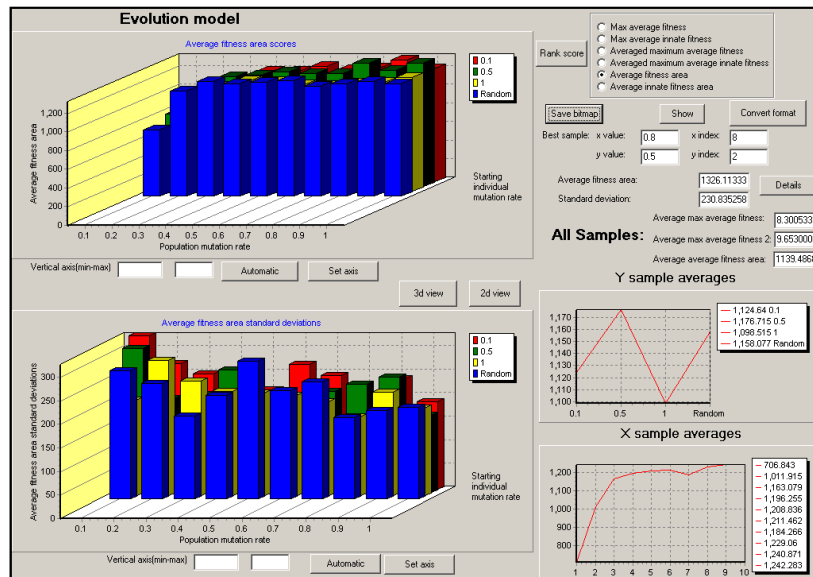 Evolution model
Average fitness area scores
0.1
0.5
1
Random
1,200
1,000
800
600
400
200
0
Average fitness area
0.1 0.2 0.3 0.4 0.5 0.6 0.7 0.8 0.9 1
Population mutation rate
Starting
individual
mutation rate
Vertical axis(min-max)
Automatic
Set axis
3d view
2d view
Average fitness area standard deviations
0.1
0.5
1
Random
300
250
200
150
100
50
0
Average fitness area standard deviations
0.1 0.2 0.3 0.4 0.5 0.6 0.7 0.8 0.9 1
Population mutation rate
Starting
individual
mutation rate
Vertical axis(min-max)
Automatic
Set axis
Rank score
Max average fitness
Max average innate fitness
Averaged maximum average fitness
Averaged maximum average innate fitness
Average fitness area
Average innate fitness area
Save bitmap
Show
Convert format
Best sample: x value: 0.8 x index: 8
y value: 0.5 y index: 2
Average fitness area: 1326.11333
Standard deviation: 230.835258
Details
All Samples:
Average max average fitness: 8.300533
Average max average fitness 2: 9.653000
Average average fitness area: 1139.4868
Y sample averages
1,170
1,160
1,150
1,140
1,130
1,120
1,110
1,100
0.1 0.5 1 Random
1,124.64 0.1
1,176.715 0.5
1,098.515 1
1,158.077 Random
X sample averages
1,200
1,000
800
1 2 3 4 5 6 7 8 9 10
706.843
1,011.915
1,163.079
1,196.255
1,208.836
1,211.462
1,184.266
1,229.06
1,240.871
1,242.283